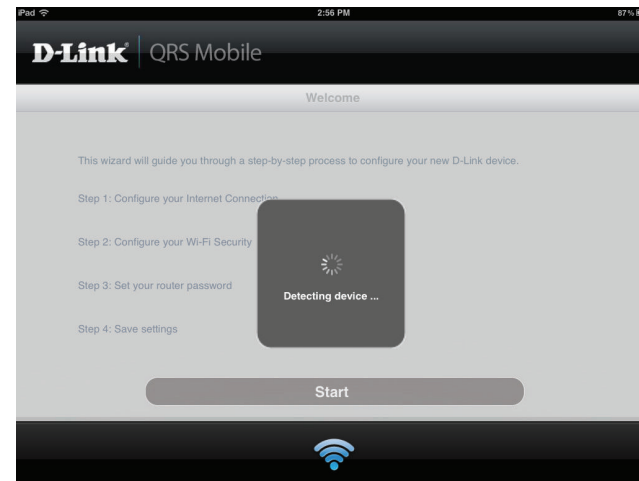 iPad 2:56 PM 87%
D-Link QRS Mobile
Welcome
This wizard will guide you through a step-by-step process to configure your new D-Link device.
Step 1: Configure your Internet Connection
Step 2: Configure your Wi-Fi Security
Detecting device ...
Step 3: Set your router password
Step 4: Save settings
Start